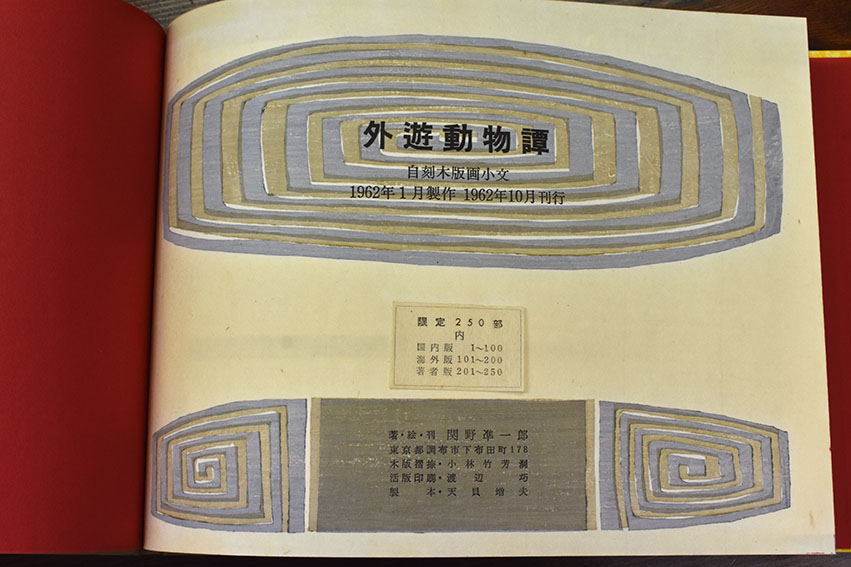 外遊動物譚
自刻木版画小文
1962年1月製作 1962年10月刊行
限定250部
内
国内版 1~100
海外版 101~200
著者版 201~250
著・絵・刊 関野凖一郎
東京都調布市下布田町178
木版摺擦・小林竹芳
活版印刷・渡辺巧
製本・天貝増夫